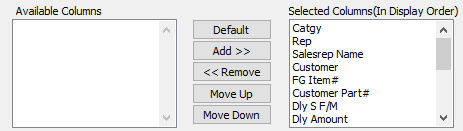 Available Columns
Selected Columns(In Display Order)
Default
Add >>
<< Remove
Move Up
Move Down
Catgy
Rep
Salesrep Name
Customer
FG Item#
Customer Part#
Dly S F/M
Dly Amount